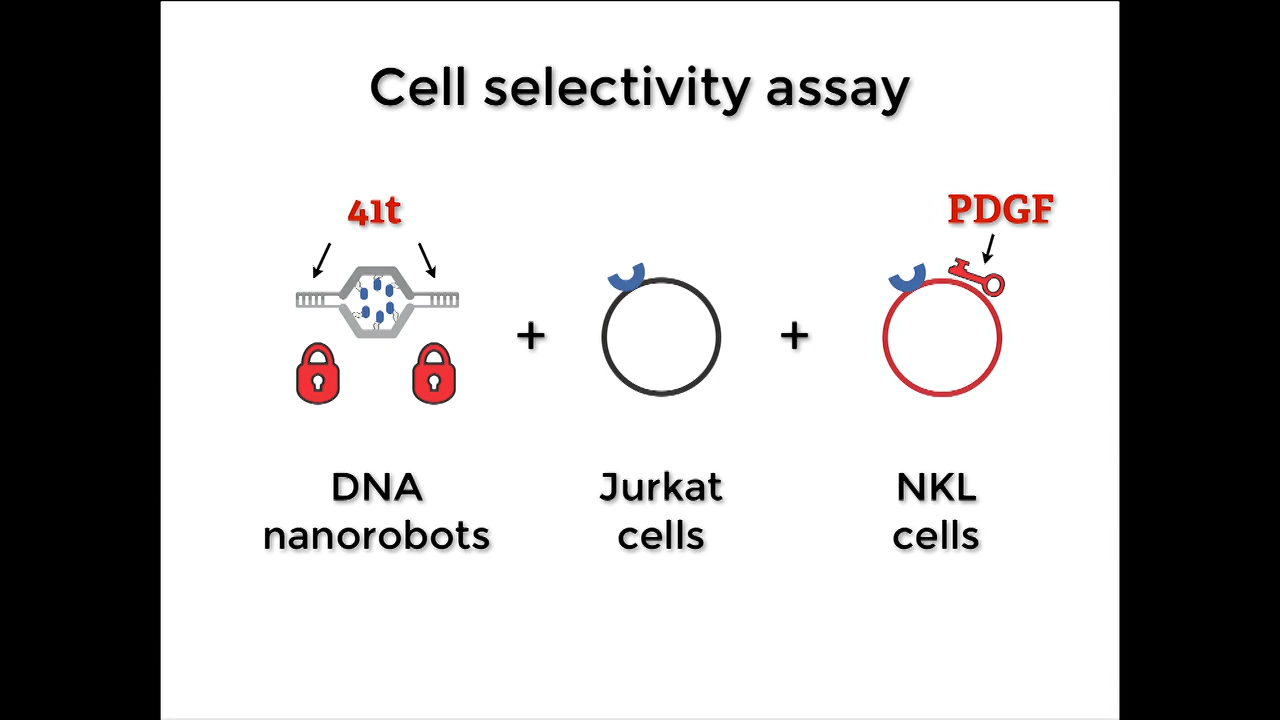 Cell selectivity assay
41t
PDGF
+
+
DNA
nanorobots
Jurkat
cells
NKL
cells